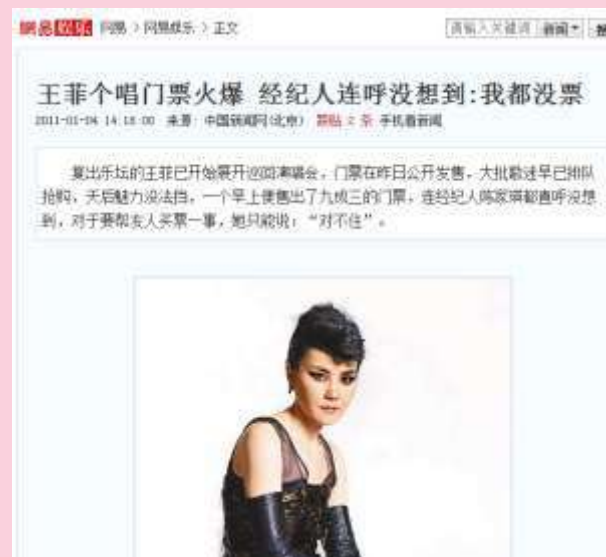 網易娱乐 网易 > 网易娱乐 > 正文
请输入关键词 新闻
王菲个唱门票火爆 经纪人连呼没想到:我都没票
2011-01-04 14:18:00 来源: 中国新闻网(北京) 跟贴 2 条 手机看新闻
复出乐坛的王菲已开始展开巡回演唱会，门票在昨日公开发售，大批歌迷早已排队
抢购，天后魅力没法挡，一个早上便售出了九成三的门票，连经纪人陈家瑛都直呼没想
到，对于要帮友人买票一事，她只能说：“对不住”。